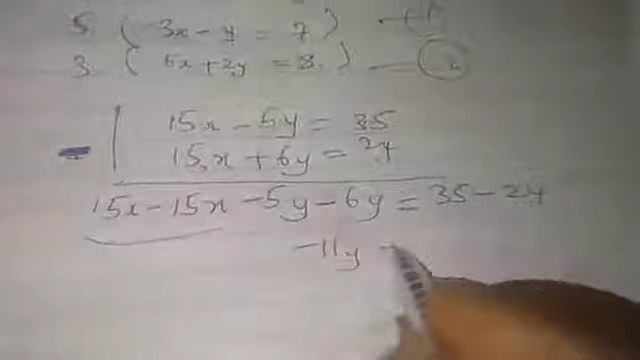 5. ( 3x - y = 7 )
3. ( 5x + 2y = 8. )
15x - 5y = 35
- 15x + 6y = 24
15x - 15x - 5y - 6y = 35 - 24
-11y